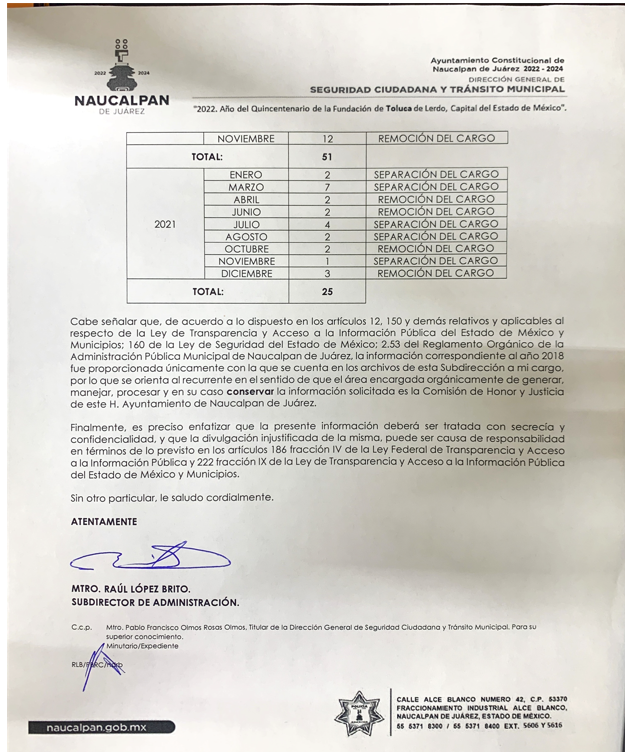 2022 2024
NAUCALPAN
DE JUÁREZ
Ayuntamiento Constitucional de
Naucalpan de Juárez 2022 - 2024
DIRECCIÓN GENERAL DE
SEGURIDAD CIUDADANA Y TRÁNSITO MUNICIPAL
"2022. Año del Quincentenario de la Fundación de Toluca de Lerdo, Capital del Estado de México".
NOVIEMBRE 12 REMOCIÓN DEL CARGO
TOTAL: 51
ENERO 2 SEPARACIÓN DEL CARGO
MARZO 7 SEPARACIÓN DEL CARGO
ABRIL 2 REMOCIÓN DEL CARGO
JUNIO 2 REMOCIÓN DEL CARGO
2021 JULIO 4 SEPARACIÓN DEL CARGO
AGOSTO 2 SEPARACIÓN DEL CARGO
OCTUBRE 2 REMOCIÓN DEL CARGO
NOVIEMBRE 1 SEPARACIÓN DEL CARGO
DICIEMBRE 3 REMOCIÓN DEL CARGO
TOTAL: 25
Cabe señalar que, de acuerdo a lo dispuesto en los artículos 12, 150 y demás relativos y aplicables al
respecto de la Ley de Transparencia y Acceso a la Información Pública del Estado de México y
Municipios; 160 de la Ley de Seguridad del Estado de México; 2.53 del Reglamento Orgánico de la
Administración Pública Municipal de Naucalpan de Juárez, la información correspondiente al año 2018
fue proporcionada únicamente con la que se cuenta en los archivos de esta Subdirección a mi cargo,
por lo que se orienta al recurrente en el sentido de que el área encargada orgánicamente de generar,
manejar, procesar y en su caso conservar la información solicitada es la Comisión de Honor y Justicia
de este H. Ayuntamiento de Naucalpan de Juárez.
Finalmente, es preciso enfatizar que la presente información deberá ser tratada con secrecía y
confidencialidad, y que la divulgación injustificada de la misma, puede ser causa de responsabilidad
en términos de lo previsto en los artículos 186 fracción IV de la Ley Federal de Transparencia y Acceso
a la Información Pública y 222 fracción IX de la Ley de Transparencia y Acceso a la Información Pública
del Estado de México y Municipios.
Sin otro particular, le saludo cordialmente.
ATENTAMENTE
MTRO. RAÚL LÓPEZ BRITO.
SUBDIRECTOR DE ADMINISTRACIÓN.
C.c.p. Mtro. Pablo Francisco Olmos Rosas Olmos, Titular de la Dirección General de Seguridad Ciudadana y Tránsito Municipal. Para su
superior conocimiento.
Minutario/Expediente
naucalpan.gob.mx
CALLE ALCE BLANCO NUMERO 42, C.P. 53370
FRACCIONAMIENTO INDUSTRIAL ALCE BLANCO,
NAUCALPAN DE JUÁREZ, ESTADO DE MÉXICO.
55 5371 8300 / 55 5371 8400 EXT. 5606 Y 5616